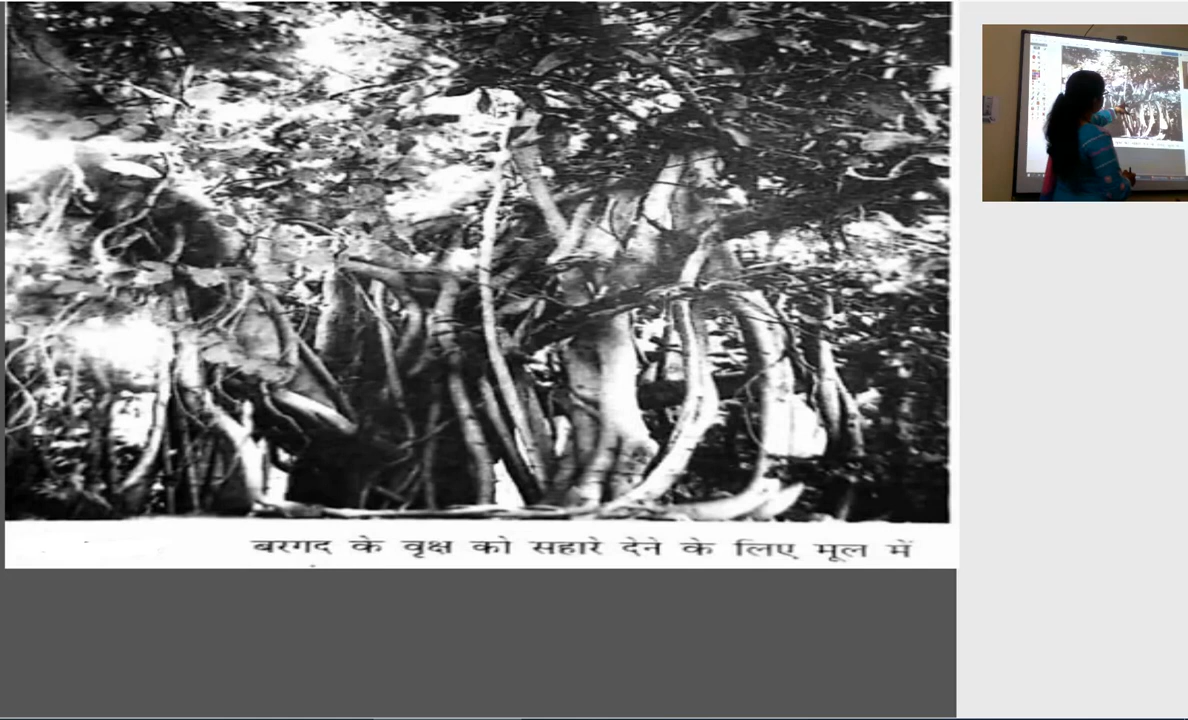 बरगद के वृक्ष को सहारे देने के लिए मूल में